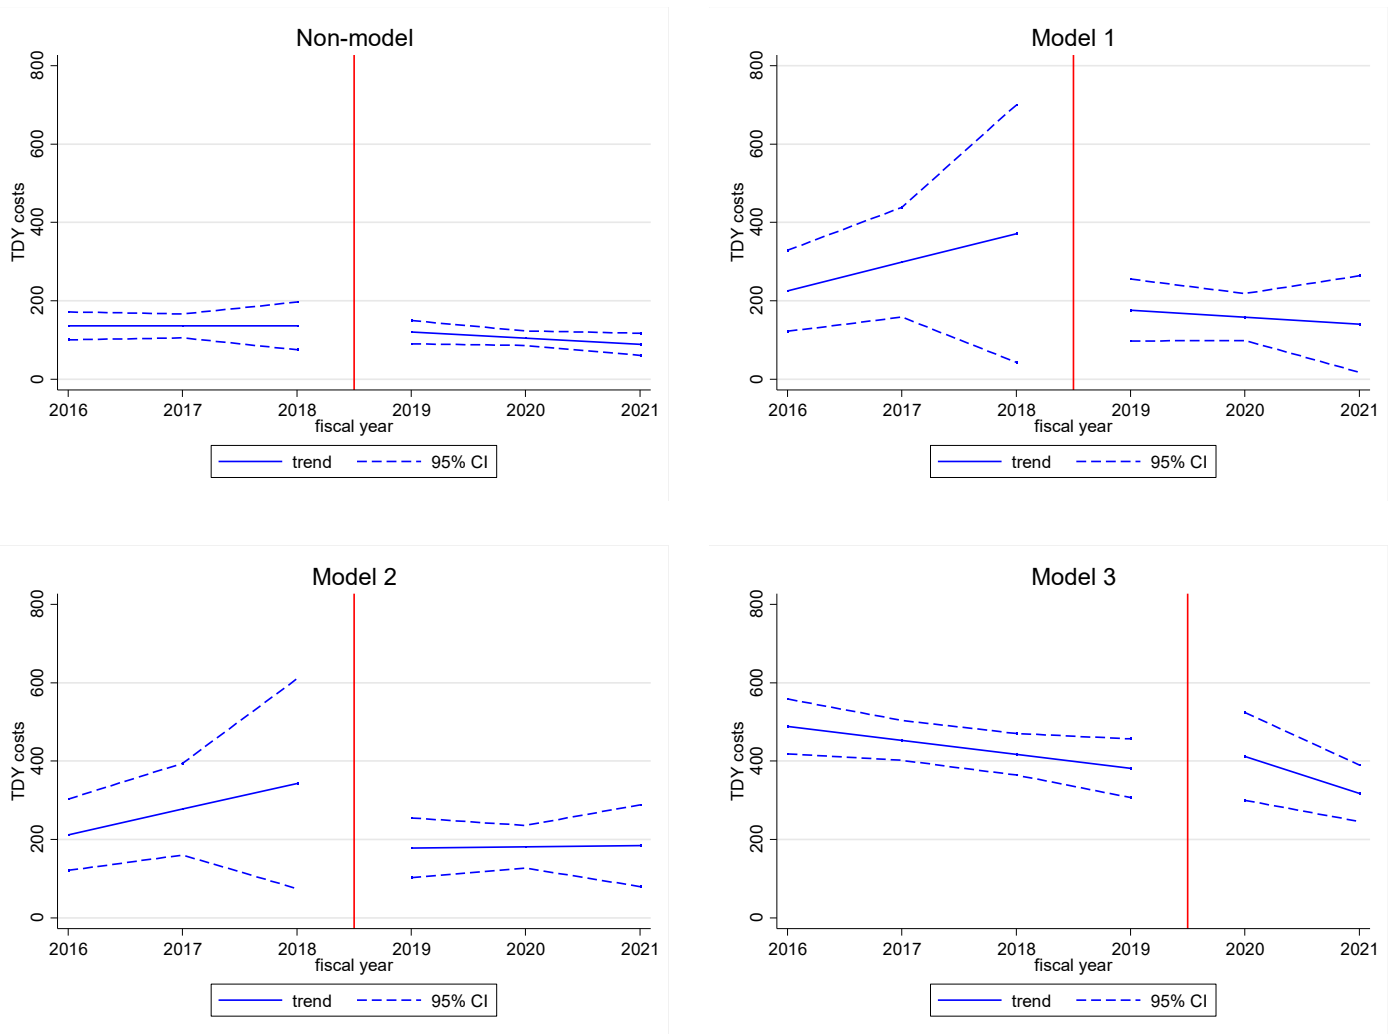 Non-model
TDY costs
800
600
400
200
0
2016 2017 2018 2019 2020 2021
fiscal year
trend 95% CI
Model 1
TDY costs
800
600
400
200
0
2016 2017 2018 2019 2020 2021
fiscal year
trend 95% CI
Model 2
TDY costs
800
600
400
200
0
2016 2017 2018 2019 2020 2021
fiscal year
trend 95% CI
Model 3
TDY costs
800
600
400
200
0
2016 2017 2018 2019 2020 2021
fiscal year
trend 95% CI